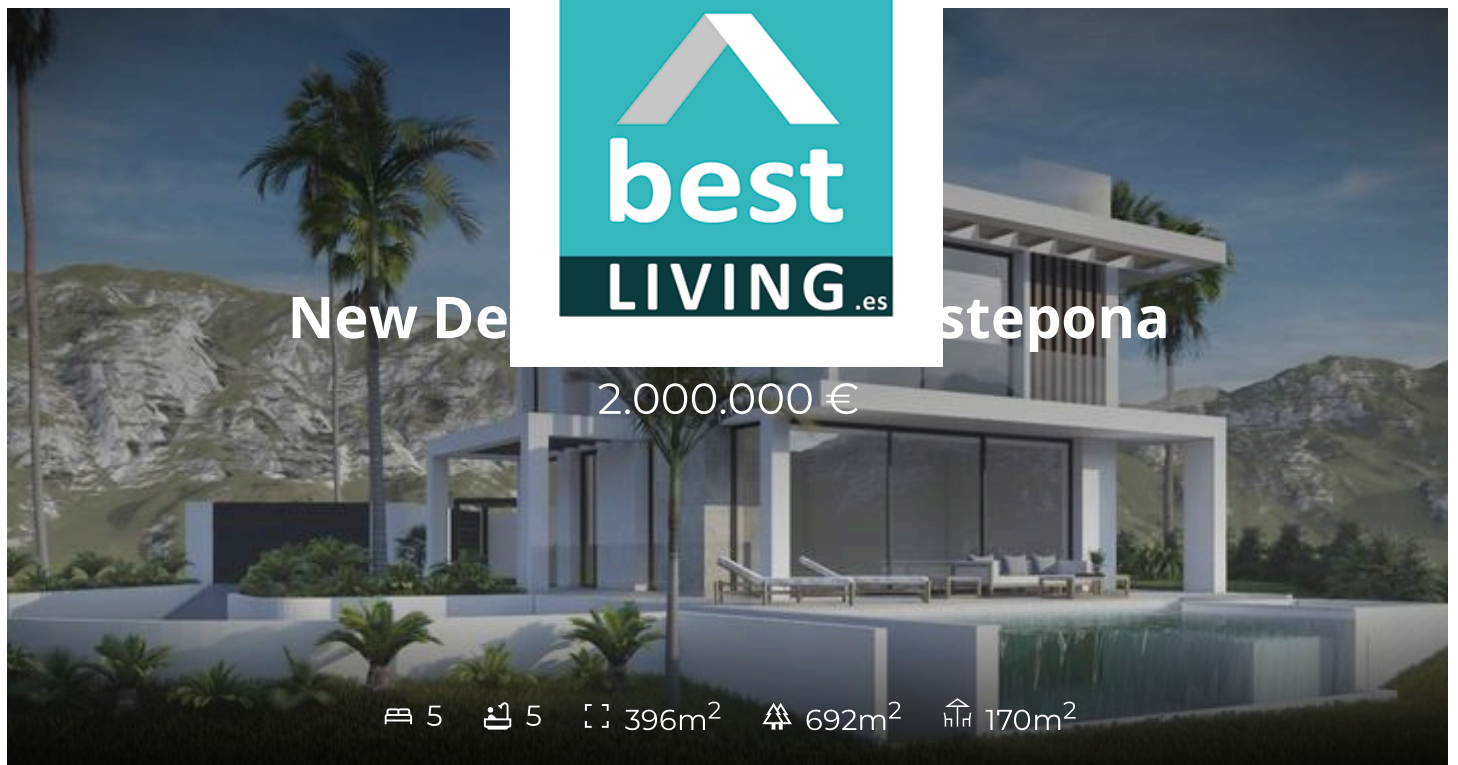 best
LIVING.es
New De stepona
2.000.000 €
5 5 396m² 692m² 170m²